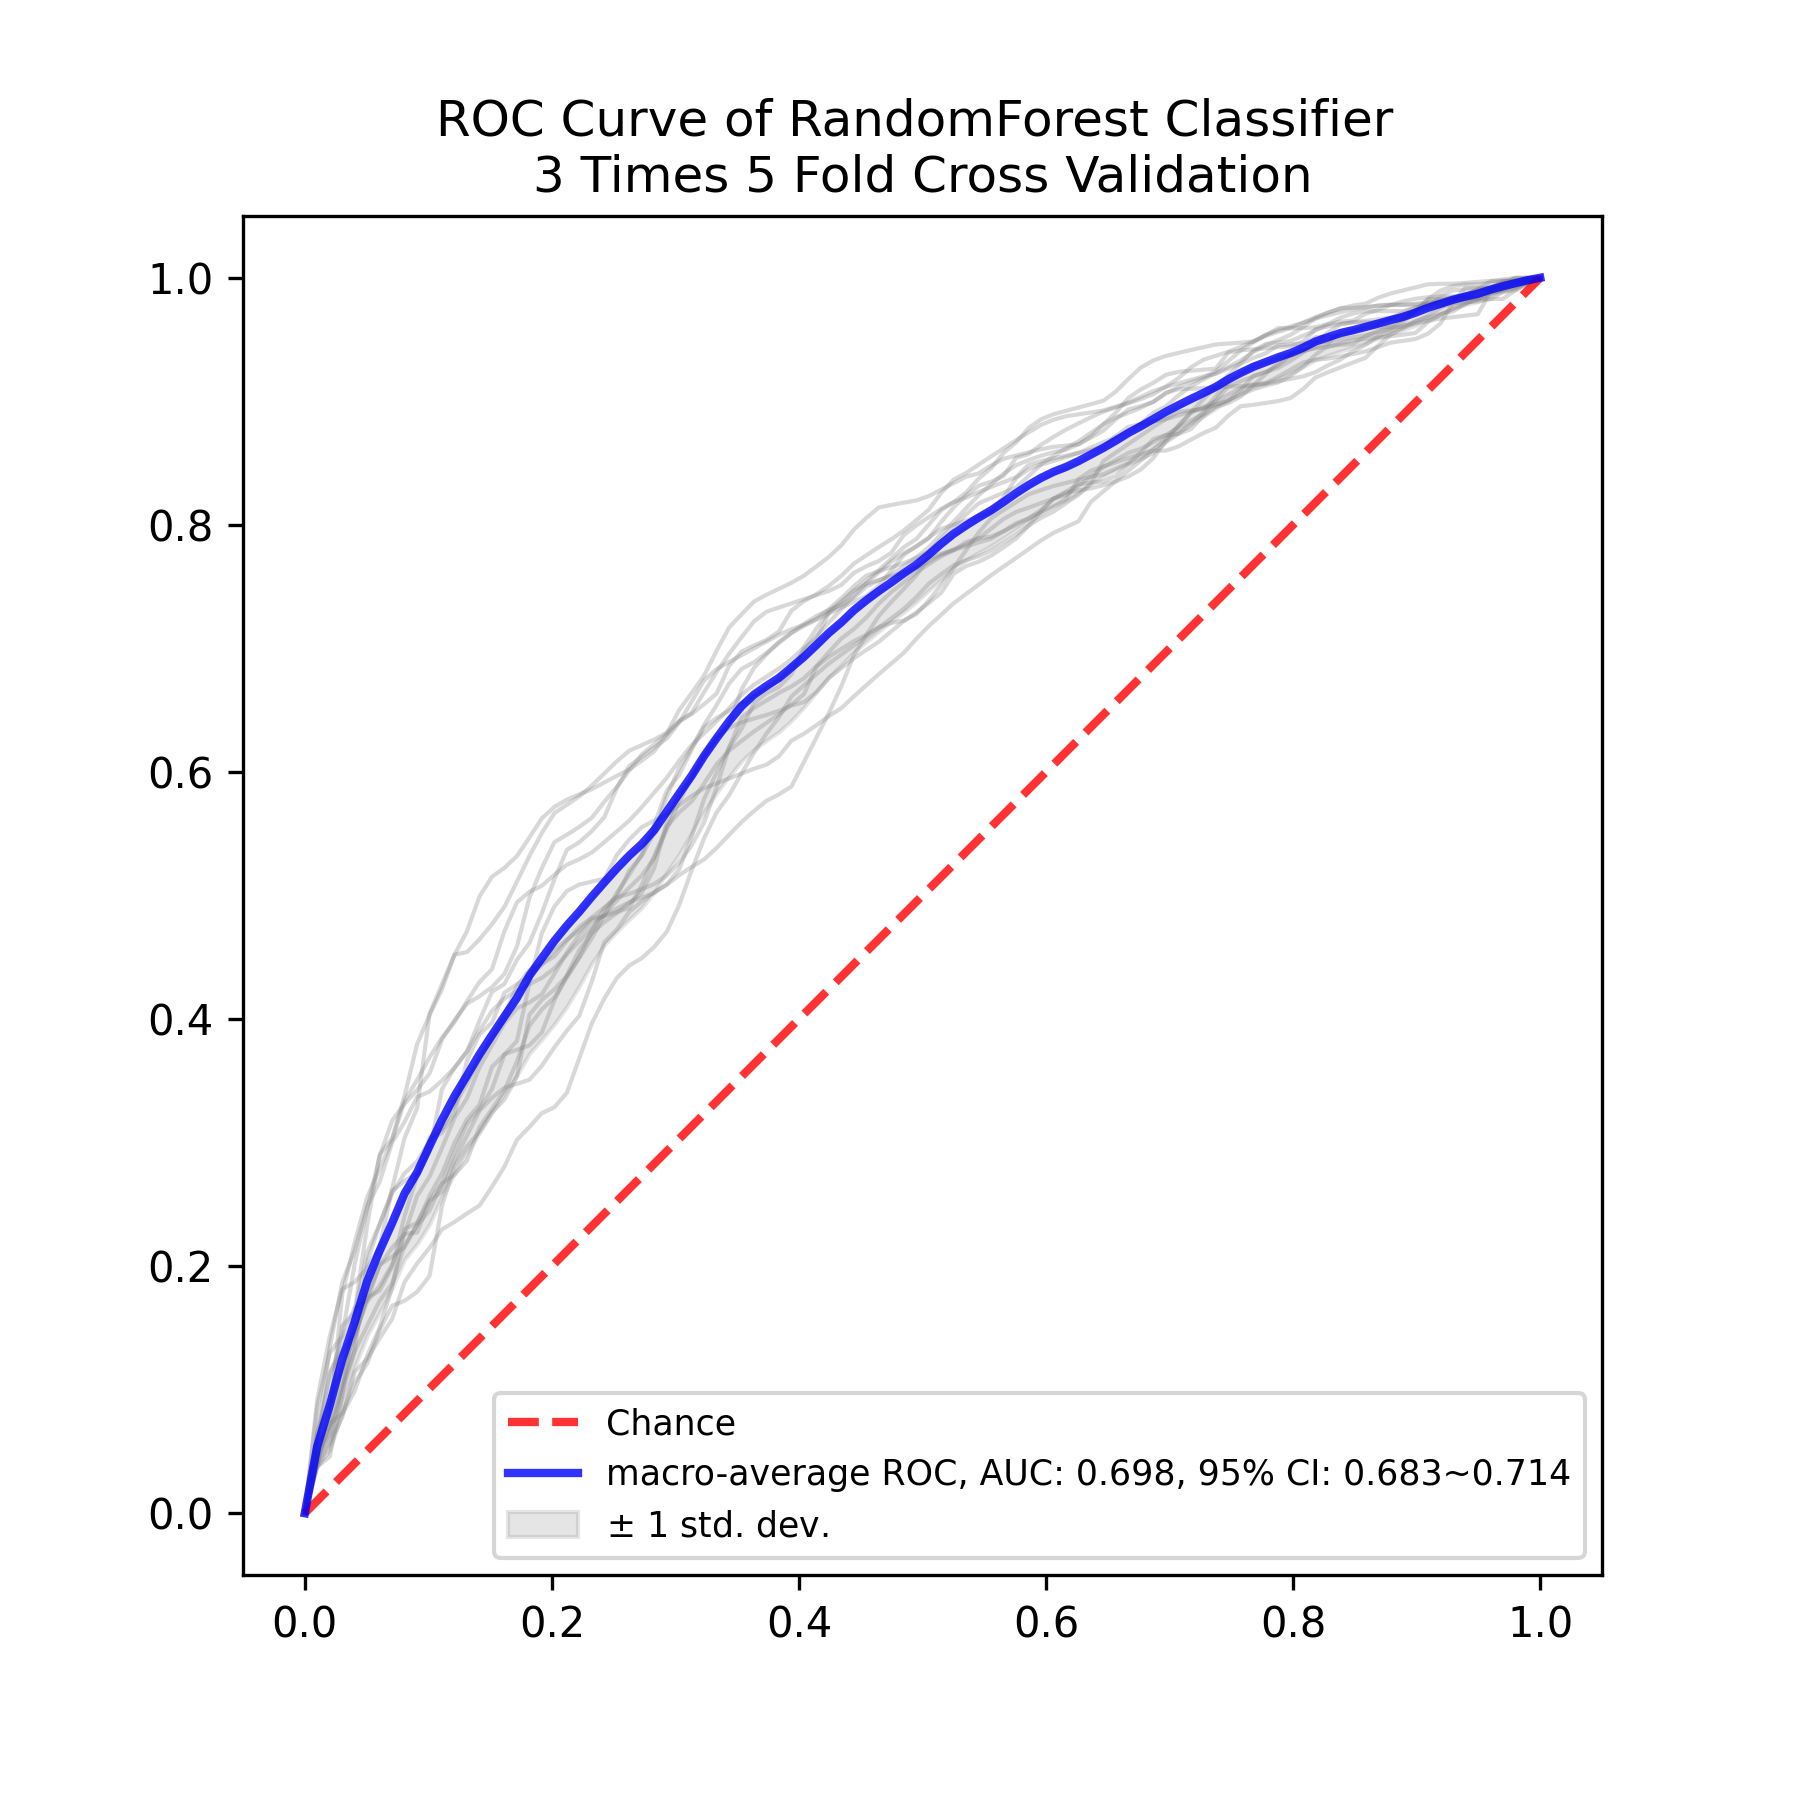 ROC Curve of RandomForest Classifier
3 Times 5 Fold Cross Validation
1.0
0.8
0.6
0.4
0.2
0.0
Chance
macro-average ROC, AUC: 0.698, 95% CI: 0.683~0.714
± 1 std. dev.
0.0 0.2 0.4 0.6 0.8 1.0